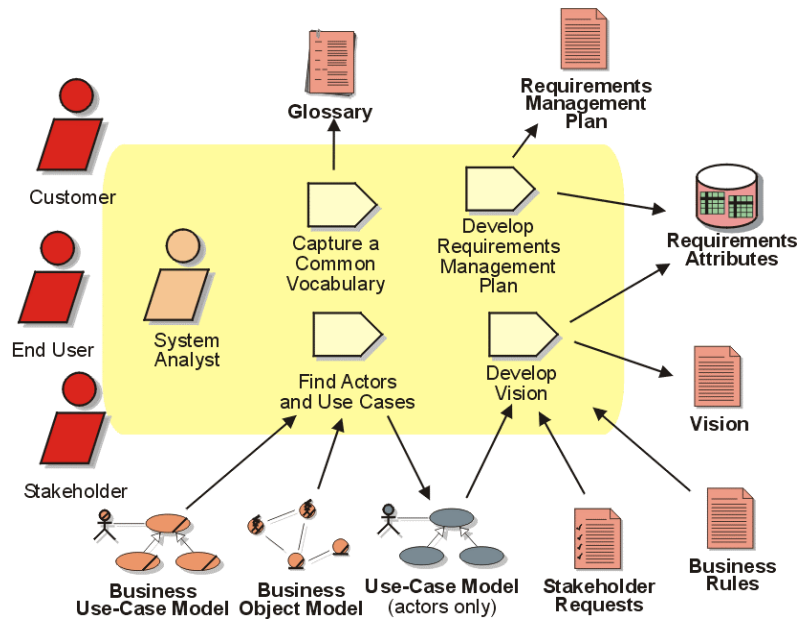 Glossary
Requirements
Management
Plan
Customer
Capture a
Common
Vocabulary
Develop
Requirements
Management
Plan
Requirements
Attributes
End User
System
Analyst
Find Actors
and Use Cases
Develop
Vision
Vision
Stakeholder
Business
Use-Case Model
Business
Object Model
Use-Case Model
(actors only)
Stakeholder
Requests
Business
Rules